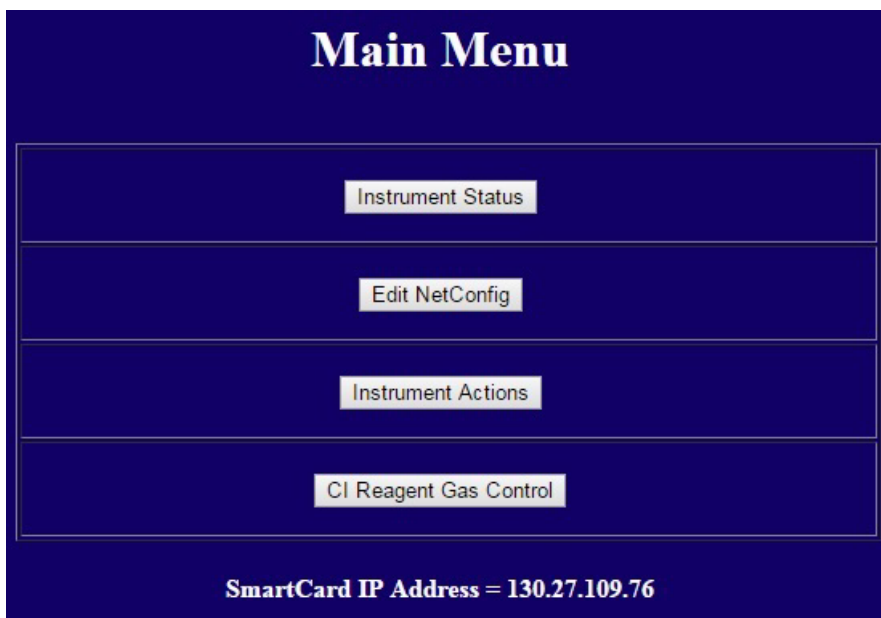 Main Menu
Instrument Status
Edit NetConfig
Instrument Actions
CI Reagent Gas Control
SmartCard IP Address = 130.27.109.76